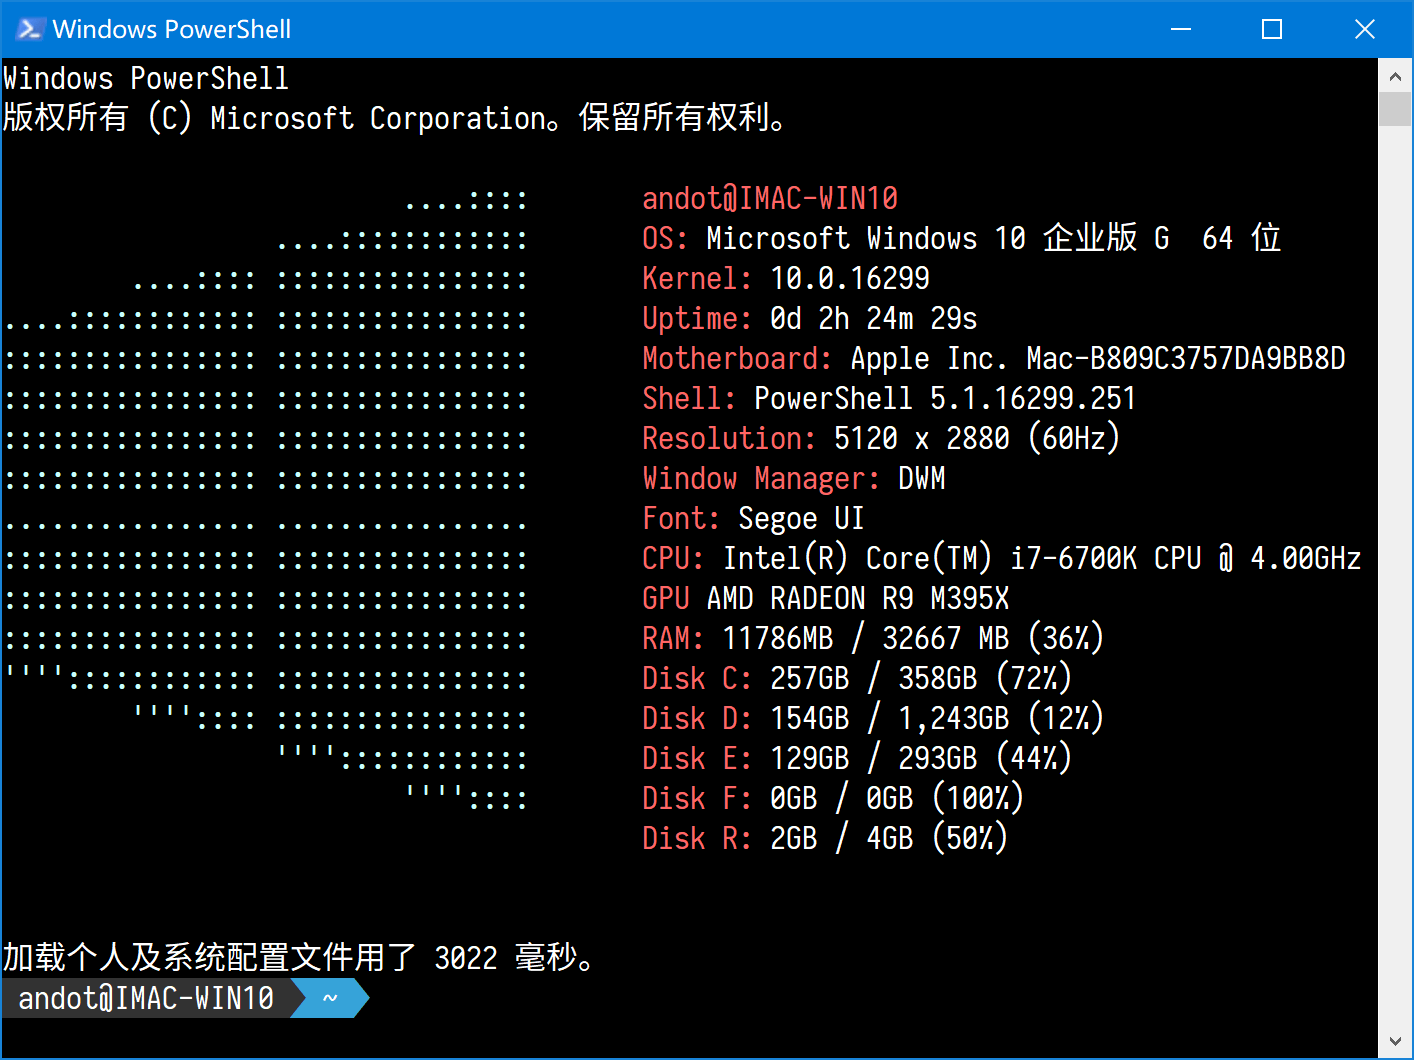 Windows PowerShell
Windows PowerShell
版权所有 (C) Microsoft Corporation。保留所有权利。
....::::       andot@IMAC-WIN10
....::::::::::::       OS: Microsoft Windows 10 企业版 G  64 位
....:::: ::::::::::::::::       Kernel: 10.0.16299
....:::::::::::: ::::::::::::::::       Uptime: 0d 2h 24m 29s
:::::::::::::::: ::::::::::::::::       Motherboard: Apple Inc. Mac-B809C3757DA9BB8D
:::::::::::::::: ::::::::::::::::       Shell: PowerShell 5.1.16299.251
:::::::::::::::: ::::::::::::::::       Resolution: 5120 x 2880 (60Hz)
:::::::::::::::: ::::::::::::::::       Window Manager: DWM
................ ................       Font: Segoe UI
:::::::::::::::: ::::::::::::::::       CPU: Intel(R) Core(TM) i7-6700K CPU @ 4.00GHz
:::::::::::::::: ::::::::::::::::       GPU AMD RADEON R9 M395X
:::::::::::::::: ::::::::::::::::       RAM: 11786MB / 32667 MB (36%)
'''':::::::::::: ::::::::::::::::       Disk C: 257GB / 358GB (72%)
'''':::: ::::::::::::::::       Disk D: 154GB / 1,243GB (12%)
''''::::::::::::       Disk E: 129GB / 293GB (44%)
''''::::       Disk F: 0GB / 0GB (100%)
Disk R: 2GB / 4GB (50%)
加载个人及系统配置文件用了 3022 毫秒。
andot@IMAC-WIN10 ~